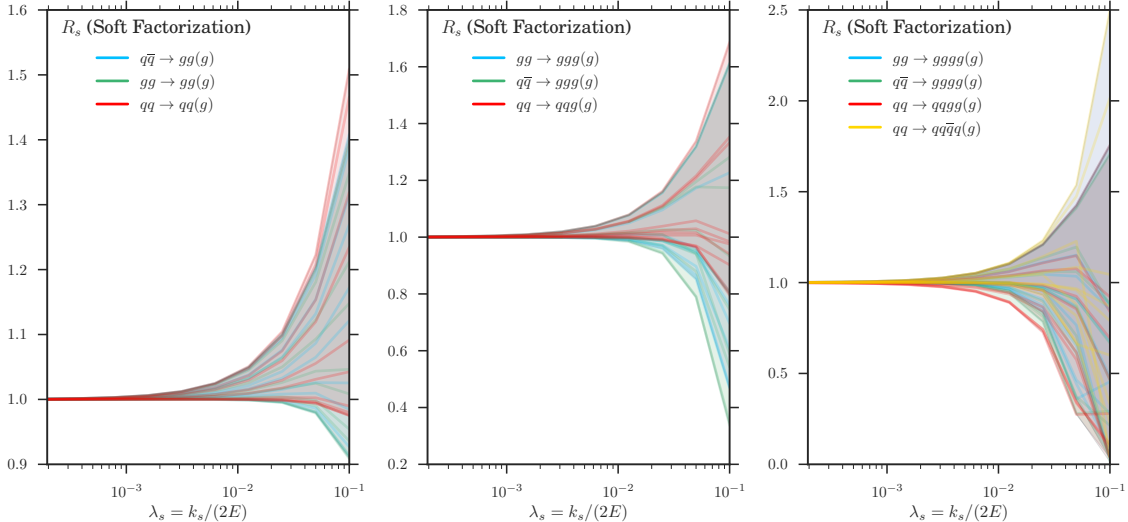 R_s (Soft Factorization)
q\overline{q} → gg(g)
gg → gg(g)
qq → qq(g)
1.6
1.5
1.4
1.3
1.2
1.1
1.0
0.9
10^{-3}
10^{-2}
10^{-1}
λ_s = k_s/(2E)
R_s (Soft Factorization)
gg → ggg(g)
q\overline{q} → ggg(g)
qq → qqg(g)
1.8
1.6
1.4
1.2
1.0
0.8
0.6
0.4
0.2
10^{-3}
10^{-2}
10^{-1}
λ_s = k_s/(2E)
R_s (Soft Factorization)
gg → gggg(g)
q\overline{q} → gggg(g)
qq → qqgg(g)
qq → qq\overline{q}q(g)
2.5
2.0
1.5
1.0
0.5
0.0
10^{-3}
10^{-2}
10^{-1}
λ_s = k_s/(2E)